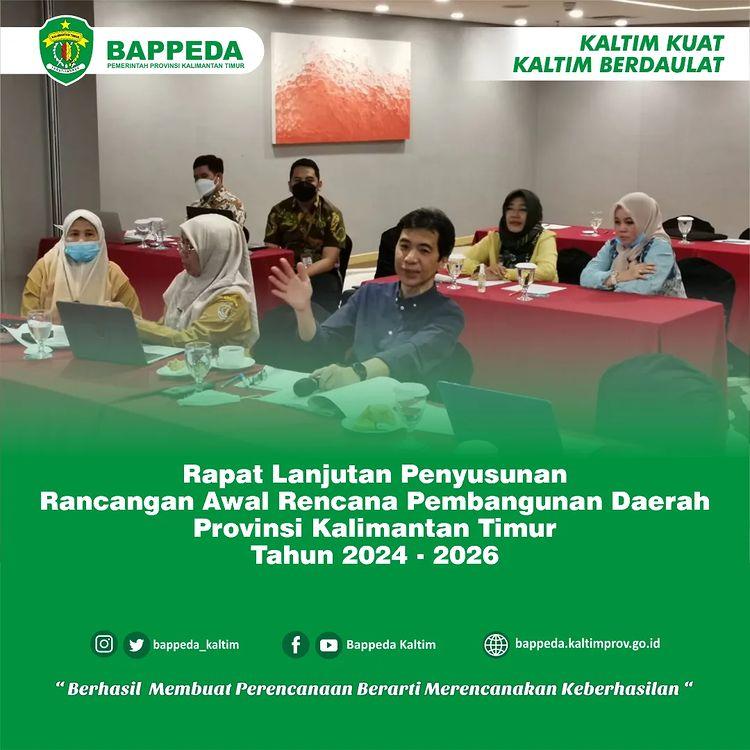 BAPPEDA
PEMERINTAH PROVINSI KALIMANTAN TIMUR
KALTIM KUAT
KALTIM BERDAULAT
Rapat Lanjutan Penyusunan
Rancangan Awal Rencana Pembangunan Daerah
Provinsi Kalimantan Timur
Tahun 2024 - 2026
bappeda_kaltim
Bappeda Kaltim
bappeda.kaltimprov.go.id
“ Berhasil Membuat Perencanaan Berarti Merencanakan Keberhasilan “